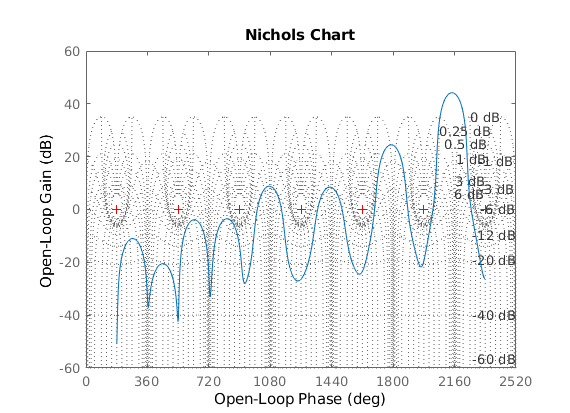 Nichols Chart
Open-Loop Gain (dB)
60
40
20
0
-20
-40
-60
0 dB
0.25 dB
0.5 dB
1 dB
-1 dB
3 dB
-3 dB
6 dB
-6 dB
-12 dB
-20 dB
-40 dB
-60 dB
0 360 720 1080 1440 1800 2160 2520
Open-Loop Phase (deg)